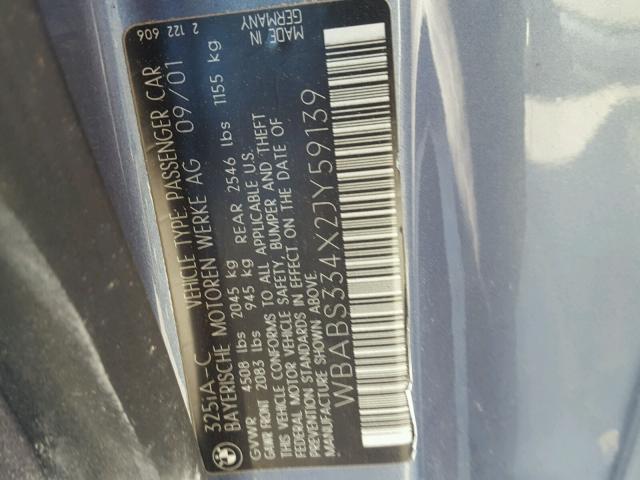 325iA-C VEHICLE TYPE PASSENGER CAR 2 122 606
BAYERISCHE MOTOREN WERKE AG 09/01
GVWR 4508 lbs 2045 kg
GAWR FRONT 2083 lbs 945 kg REAR 2546 lbs 1155 kg
THIS VEHICLE CONFORMS TO ALL APPLICABLE U.S.
FEDERAL MOTOR VEHICLE SAFETY, BUMPER AND THEFT
PREVENTION STANDARDS IN EFFECT ON THE DATE OF
MANUFACTURE SHOWN ABOVE.
MADE IN
GERMANY
WBABS334X2JY59139